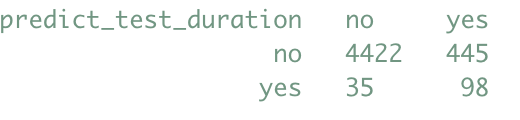 predict_test_duration no yes
no 4422 445
yes 35 98